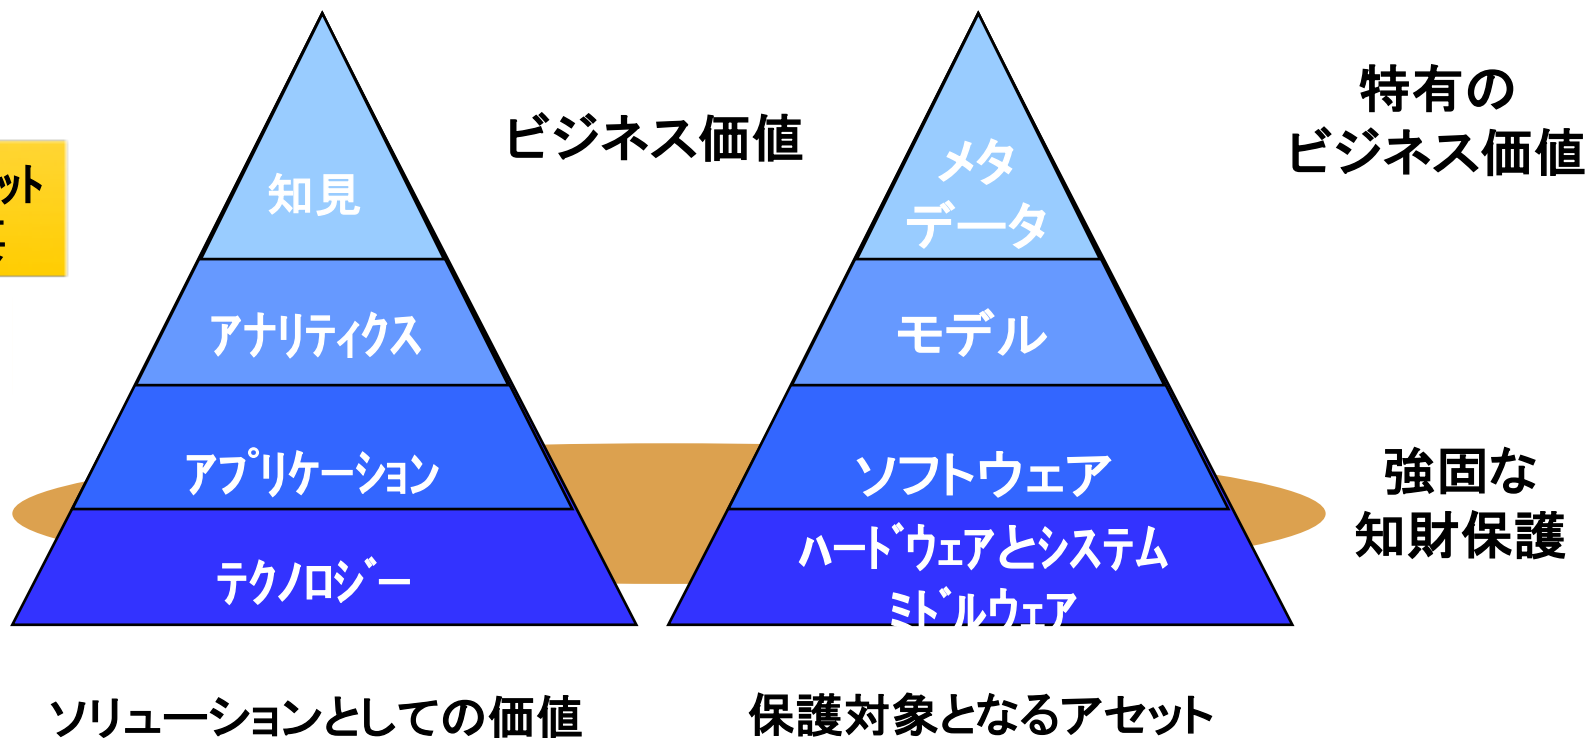 特有の
ビジネス価値
ビジネス価値
メタ
データ
知見
アナリティクス
モデル
アプリケーション
ソフトウェア
強固な
知財保護
テクノロジー
ハードウェアとシステム
ミドルウェア
ソリューションとしての価値
保護対象となるアセット